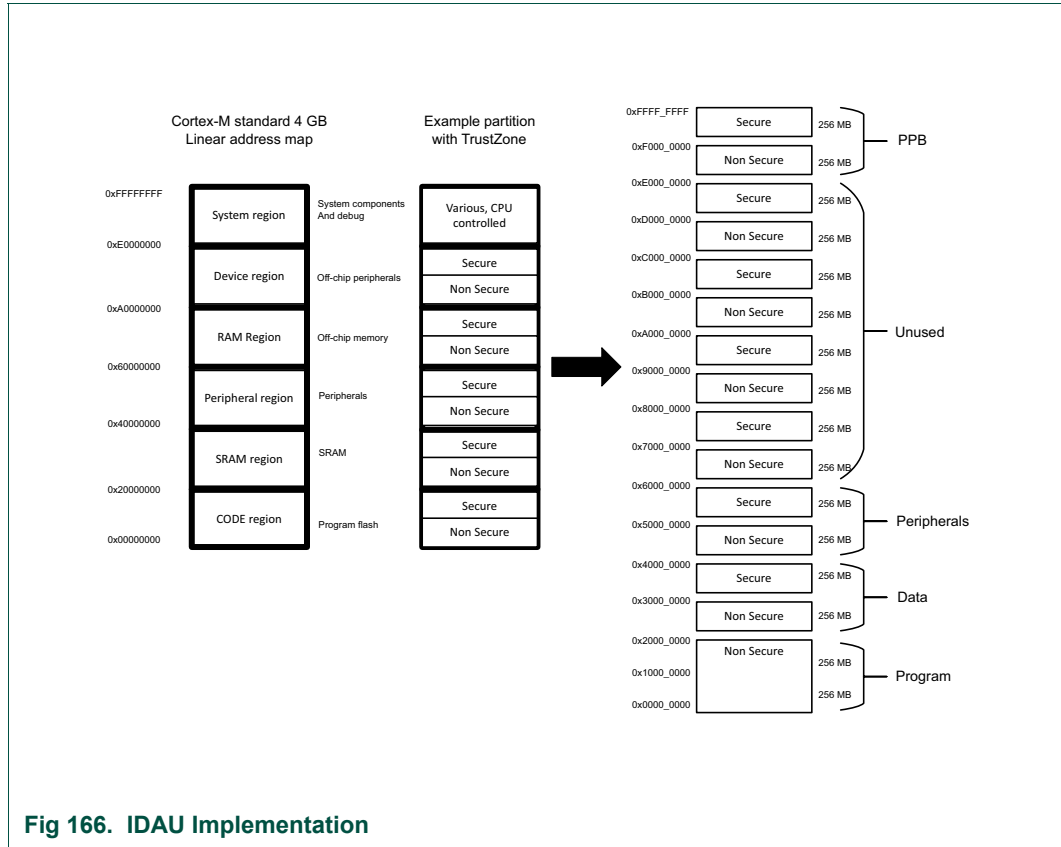 Cortex-M standard 4 GB
Linear address map
0xFFFFFFFF
System region
System components
And debug
0xE0000000
Device region
Off-chip peripherals
0xA0000000
RAM Region
Off-chip memory
0x60000000
Peripheral region
Peripherals
0x40000000
SRAM region
SRAM
0x20000000
CODE region
Program flash
0x00000000
Example partition
with TrustZone
Various, CPU
controlled
Secure
Non Secure
Secure
Non Secure
Secure
Non Secure
Secure
Non Secure
Secure
Non Secure
0xFFFF_FFFF
Secure
256 MB
PPB
0xF000_0000
Non Secure
256 MB
0xE000_0000
Secure
256 MB
0xD000_0000
Non Secure
256 MB
0xC000_0000
Secure
256 MB
0xB000_0000
Non Secure
256 MB
Unused
0xA000_0000
Secure
256 MB
0x9000_0000
Non Secure
256 MB
0x8000_0000
Secure
256 MB
0x7000_0000
Non Secure
256 MB
0x6000_0000
Secure
256 MB
Peripherals
0x5000_0000
Non Secure
256 MB
0x4000_0000
Secure
256 MB
Data
0x3000_0000
Non Secure
256 MB
0x2000_0000
Non Secure
256 MB
0x1000_0000
Program
256 MB
0x0000_0000
Fig 166. IDAU Implementation